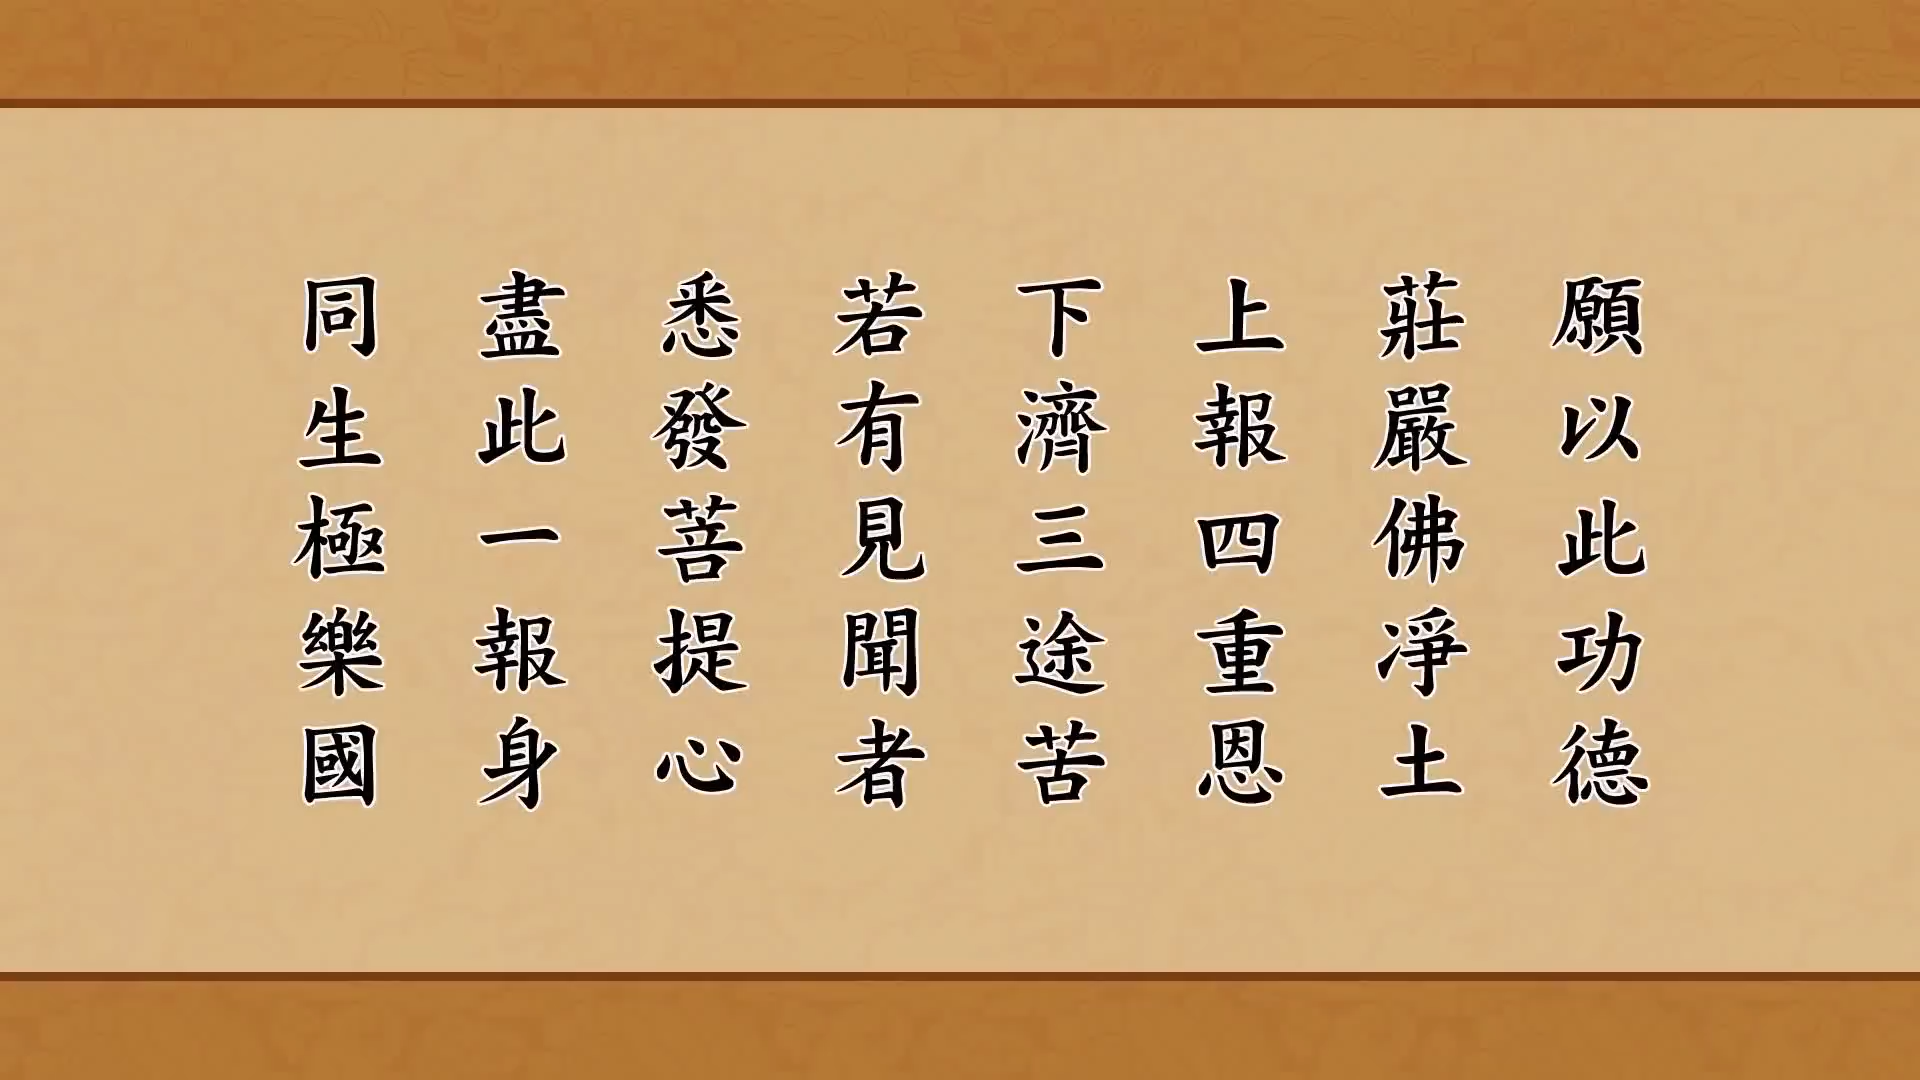 願以此功德
莊嚴佛凈土
上報四重恩
下濟三途苦
若有見聞者
悉發菩提心
盡此一報身
同生極樂國